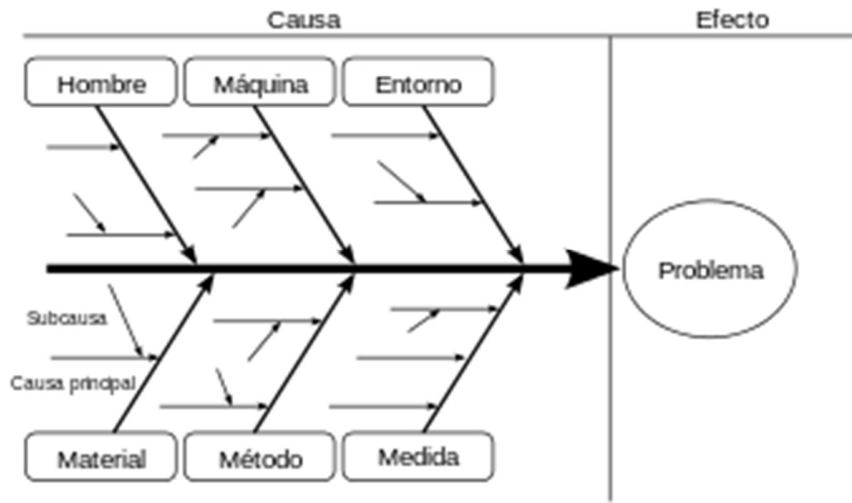 Causa
Efecto
Hombre
Máquina
Entorno
Problema
Subcausa
Causa principal
Material
Método
Medida